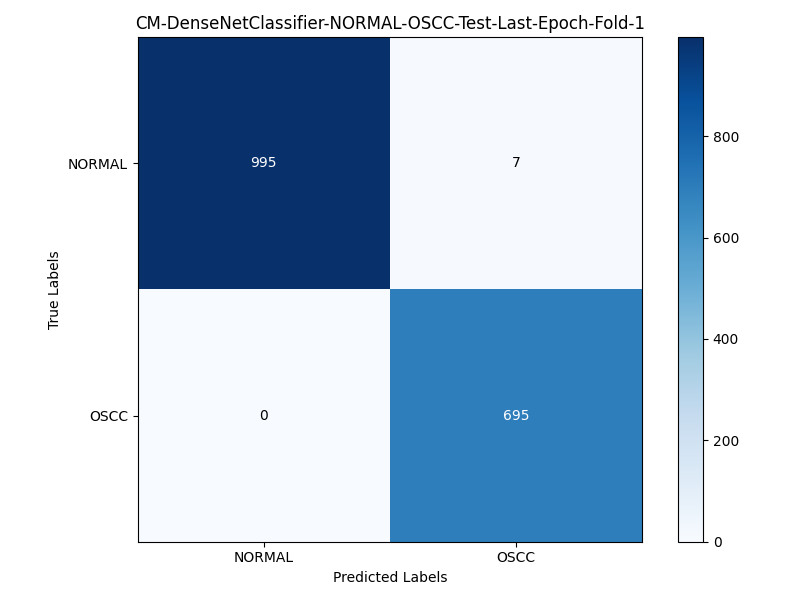 CM-DenseNetClassifier-NORMAL-OSCC-Test-Last-Epoch-Fold-1
True Labels
NORMAL
995
7
OSCC
0
695
NORMAL
OSCC
Predicted Labels
800
600
400
200
0